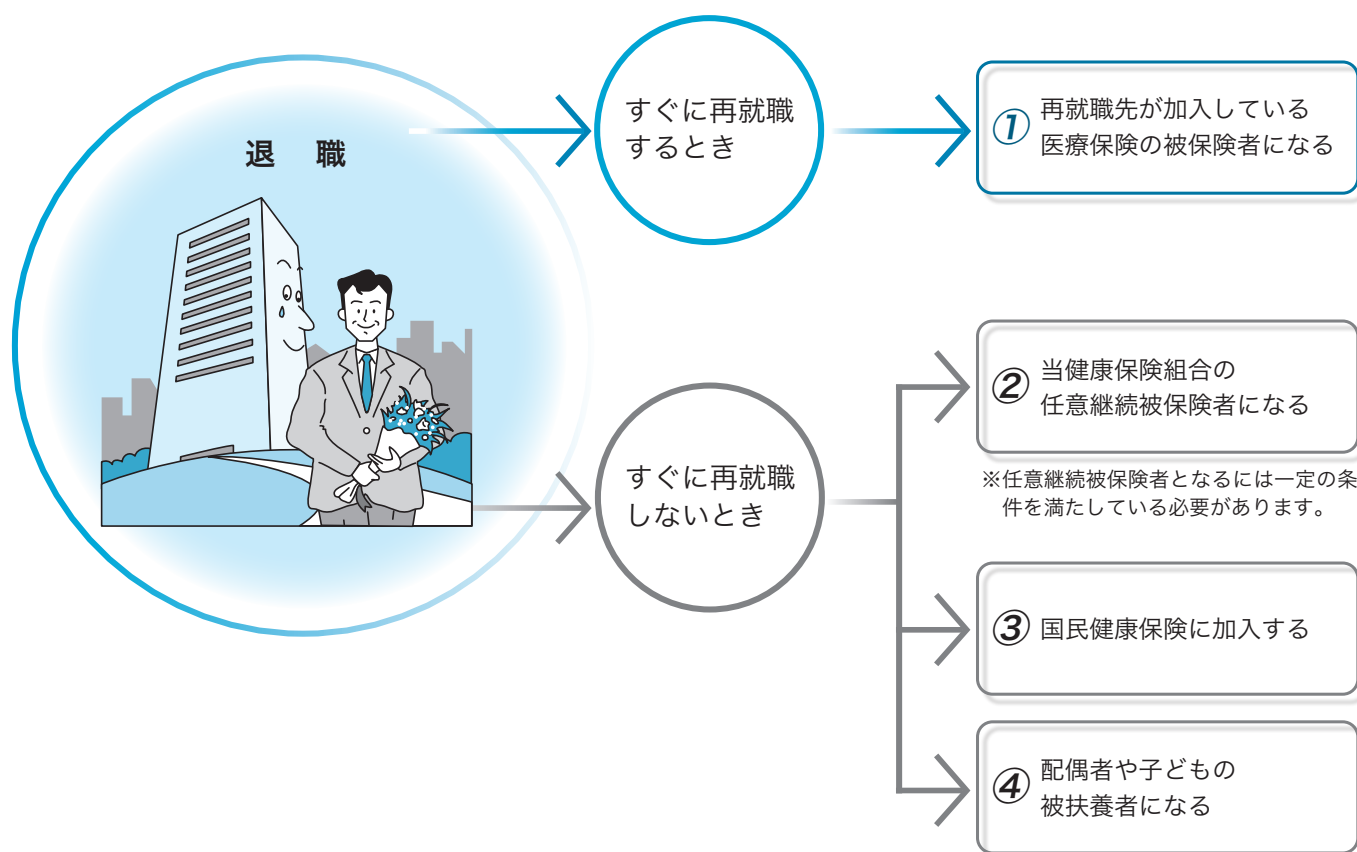 退 職
すぐに再就職
するとき
① 再就職先が加入している
医療保険の被保険者になる
すぐに再就職
しないとき
② 当健康保険組合の
任意継続被保険者になる
※任意継続被保険者となるには一定の条
件を満たしている必要があります。
③ 国民健康保険に加入する
④ 配偶者や子どもの
被扶養者になる